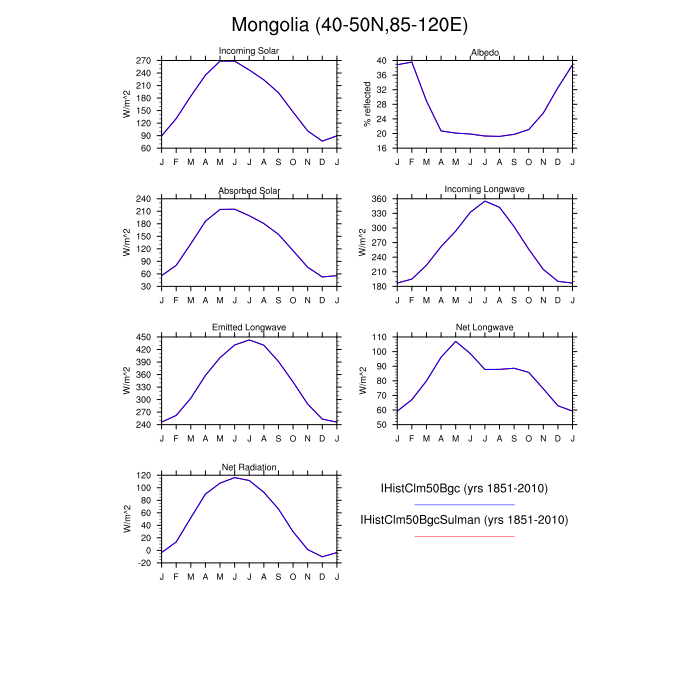 Mongolia (40-50N,85-120E)
Incoming Solar
W/m^2
270
240
210
180
150
120
90
60
J F M A M J J A S O N D J
Albedo
% reflected
40
36
32
28
24
20
16
J F M A M J J A S O N D J
Absorbed Solar
W/m^2
240
210
180
150
120
90
60
30
J F M A M J J A S O N D J
Incoming Longwave
W/m^2
360
330
300
270
240
210
180
J F M A M J J A S O N D J
Emitted Longwave
W/m^2
450
420
390
360
330
300
270
240
J F M A M J J A S O N D J
Net Longwave
W/m^2
110
100
90
80
70
60
50
J F M A M J J A S O N D J
Net Radiation
W/m^2
120
100
80
60
40
20
0
-20
J F M A M J J A S O N D J
IHistClm50Bgc (yrs 1851-2010)
IHistClm50BgcSulman (yrs 1851-2010)